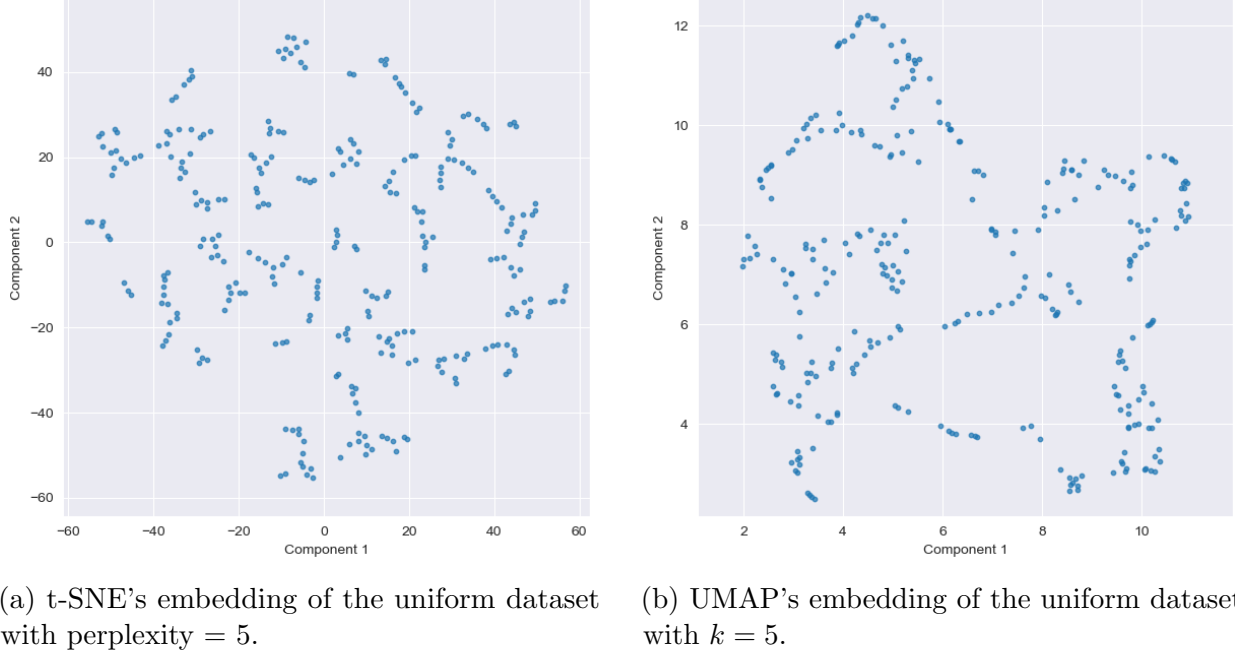 40
20
0
−20
−40
−60
Component 2
−60 −40 −20 0 20 40 60
Component 1
12
10
8
6
4
Component 2
2 4 6 8 10
Component 1
(a) t-SNE's embedding of the uniform dataset
with perplexity = 5.
(b) UMAP's embedding of the uniform dataset
with k = 5.